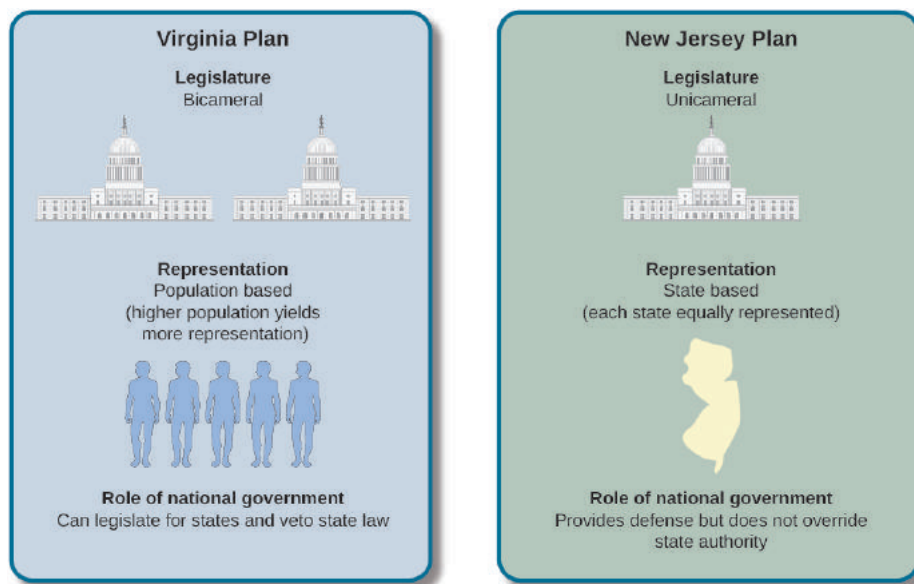 Virginia Plan
Legislature
Bicameral
Representation
Population based
(higher population yields
more representation)
Role of national government
Can legislate for states and veto state law
New Jersey Plan
Legislature
Unicameral
Representation
State based
(each state equally represented)
Role of national government
Provides defense but does not override
state authority